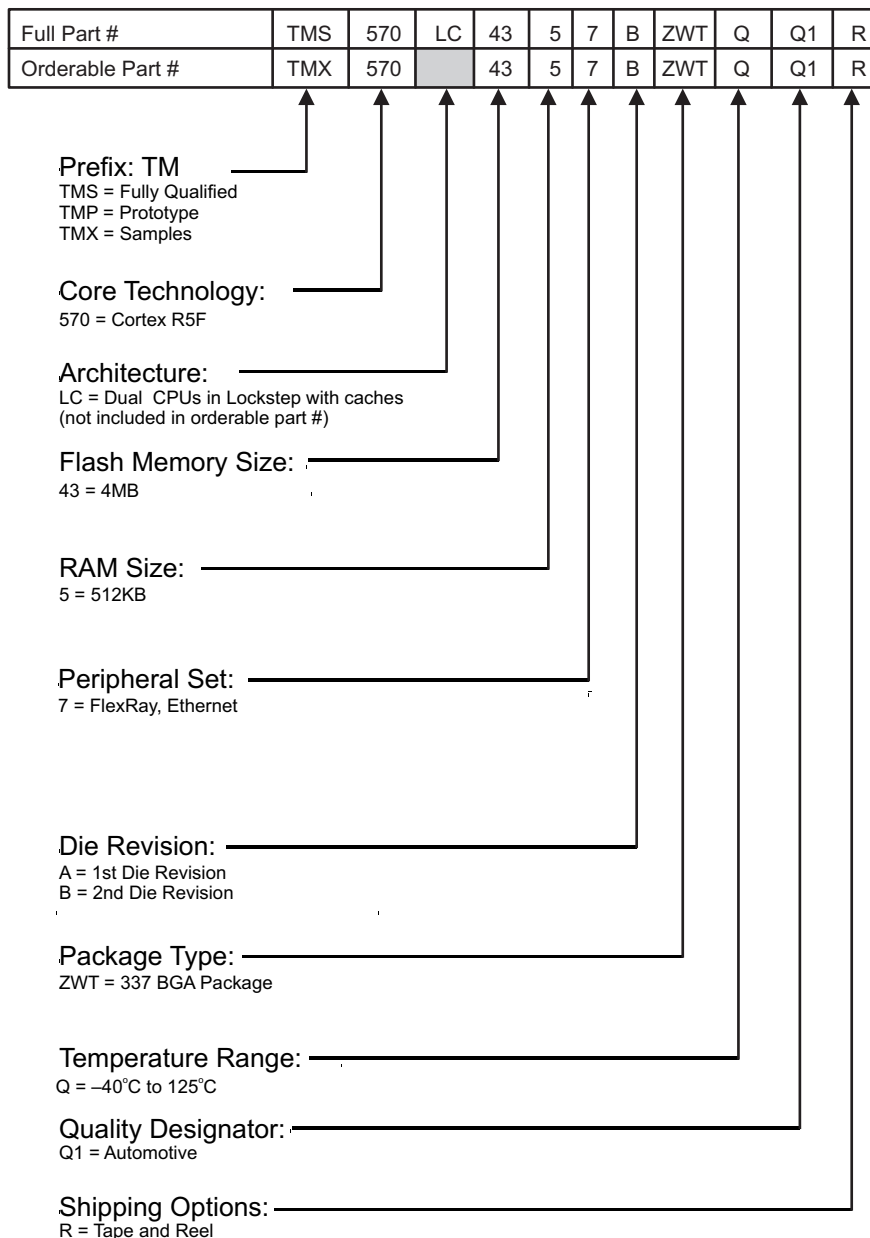 Full Part # TMS 570 LC 43 5 7 B ZWT Q Q1 R
Orderable Part # TMX 570 43 5 7 B ZWT Q Q1 R
Prefix: TM
TMS = Fully Qualified
TMP = Prototype
TMX = Samples
Core Technology:
570 = Cortex R5F
Architecture:
LC = Dual CPUs in Lockstep with caches
(not included in orderable part #)
Flash Memory Size:
43 = 4MB
RAM Size:
5 = 512KB
Peripheral Set:
7 = FlexRay, Ethernet
Die Revision:
A = 1st Die Revision
B = 2nd Die Revision
Package Type:
ZWT = 337 BGA Package
Temperature Range:
Q = –40°C to 125°C
Quality Designator:
Q1 = Automotive
Shipping Options:
R = Tape and Reel